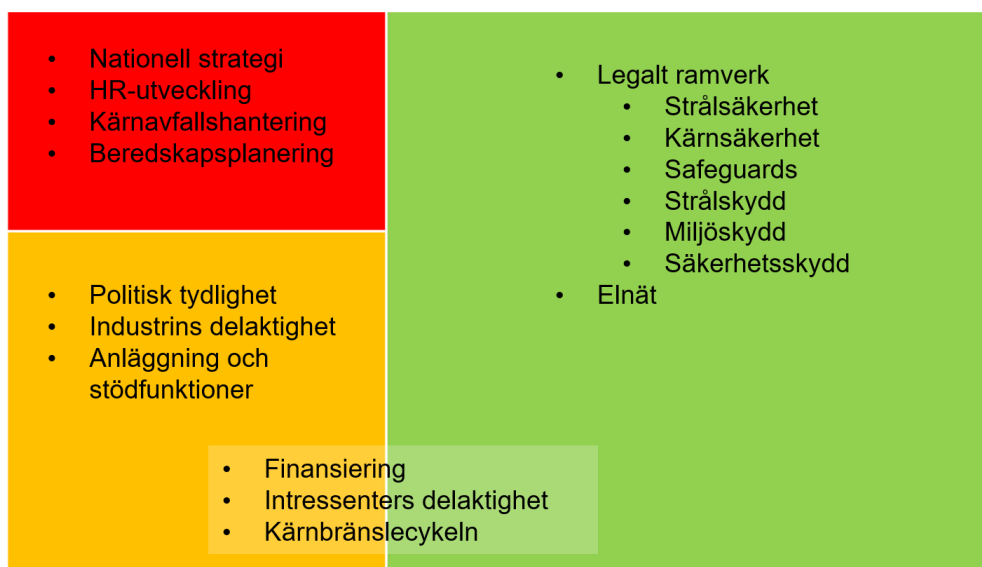 • Nationell strategi
• HR-utveckling
• Kärnavfallshantering
• Beredskapsplanering
• Politisk tydlighet
• Industrins delaktighet
• Anläggning och
stödfunktioner
• Legalt ramverk
• Strålsäkerhet
• Kärnsäkerhet
• Safeguards
• Strålskydd
• Miljöskydd
• Säkerhetsskydd
• Elnät
• Finansiering
• Intressenters delaktighet
• Kärnbränslecykeln